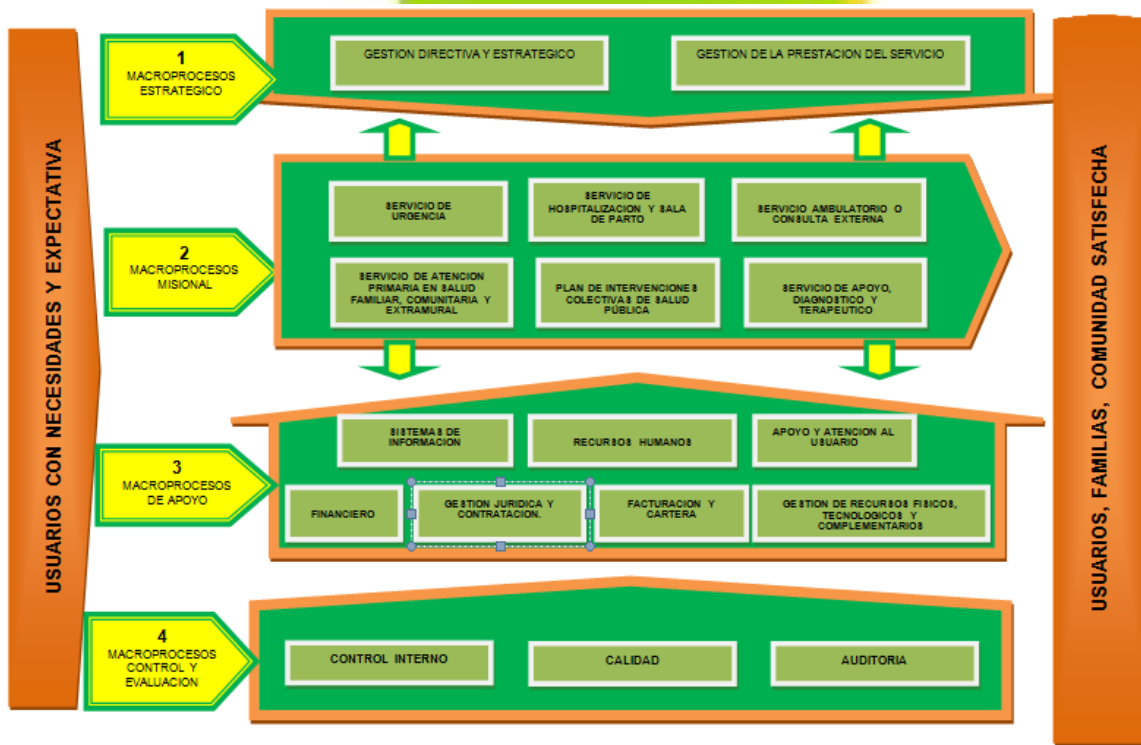 USUARIOS CON NECESIDADES Y EXPECTATIVA
1
MACROPROCESOS
ESTRATEGICO
GESTION DIRECTIVA Y ESTRATEGICO
GESTION DE LA PRESTACION DEL SERVICIO
2
MACROPROCESOS
MISIONAL
SERVICIO DE
URGENCIA
SERVICIO DE
HOSPITALIZACION Y SALA
DE PARTO
SERVICIO AMBULATORIO O
CONSULTA EXTERNA
SERVICIO DE ATENCION
PRIMARIA EN SALUD
FAMILIAR, COMUNITARIA Y
EXTRAMURAL
PLAN DE INTERVENCIONES
COLECTIVAS DE SALUD
PÚBLICA
SERVICIO DE APOYO,
DIAGNOSTICO Y
TERAPEUTICO
3
MACROPROCESOS
DE APOYO
SISTEMAS DE
INFORMACION
RECURSOS HUMANOS
APOYO Y ATENCION AL
USUARIO
FINANCIERO
GESTION JURIDICA Y
CONTRATACION.
FACTURACION Y
CARTERA
GESTION DE RECURSOS FISICOS,
TECNOLOGICOS Y
COMPLEMENTARIOS
4
MACROPROCESOS
CONTROL Y
EVALUACION
CONTROL INTERNO
CALIDAD
AUDITORIA
USUARIOS, FAMILIAS, COMUNIDAD SATISFECHA